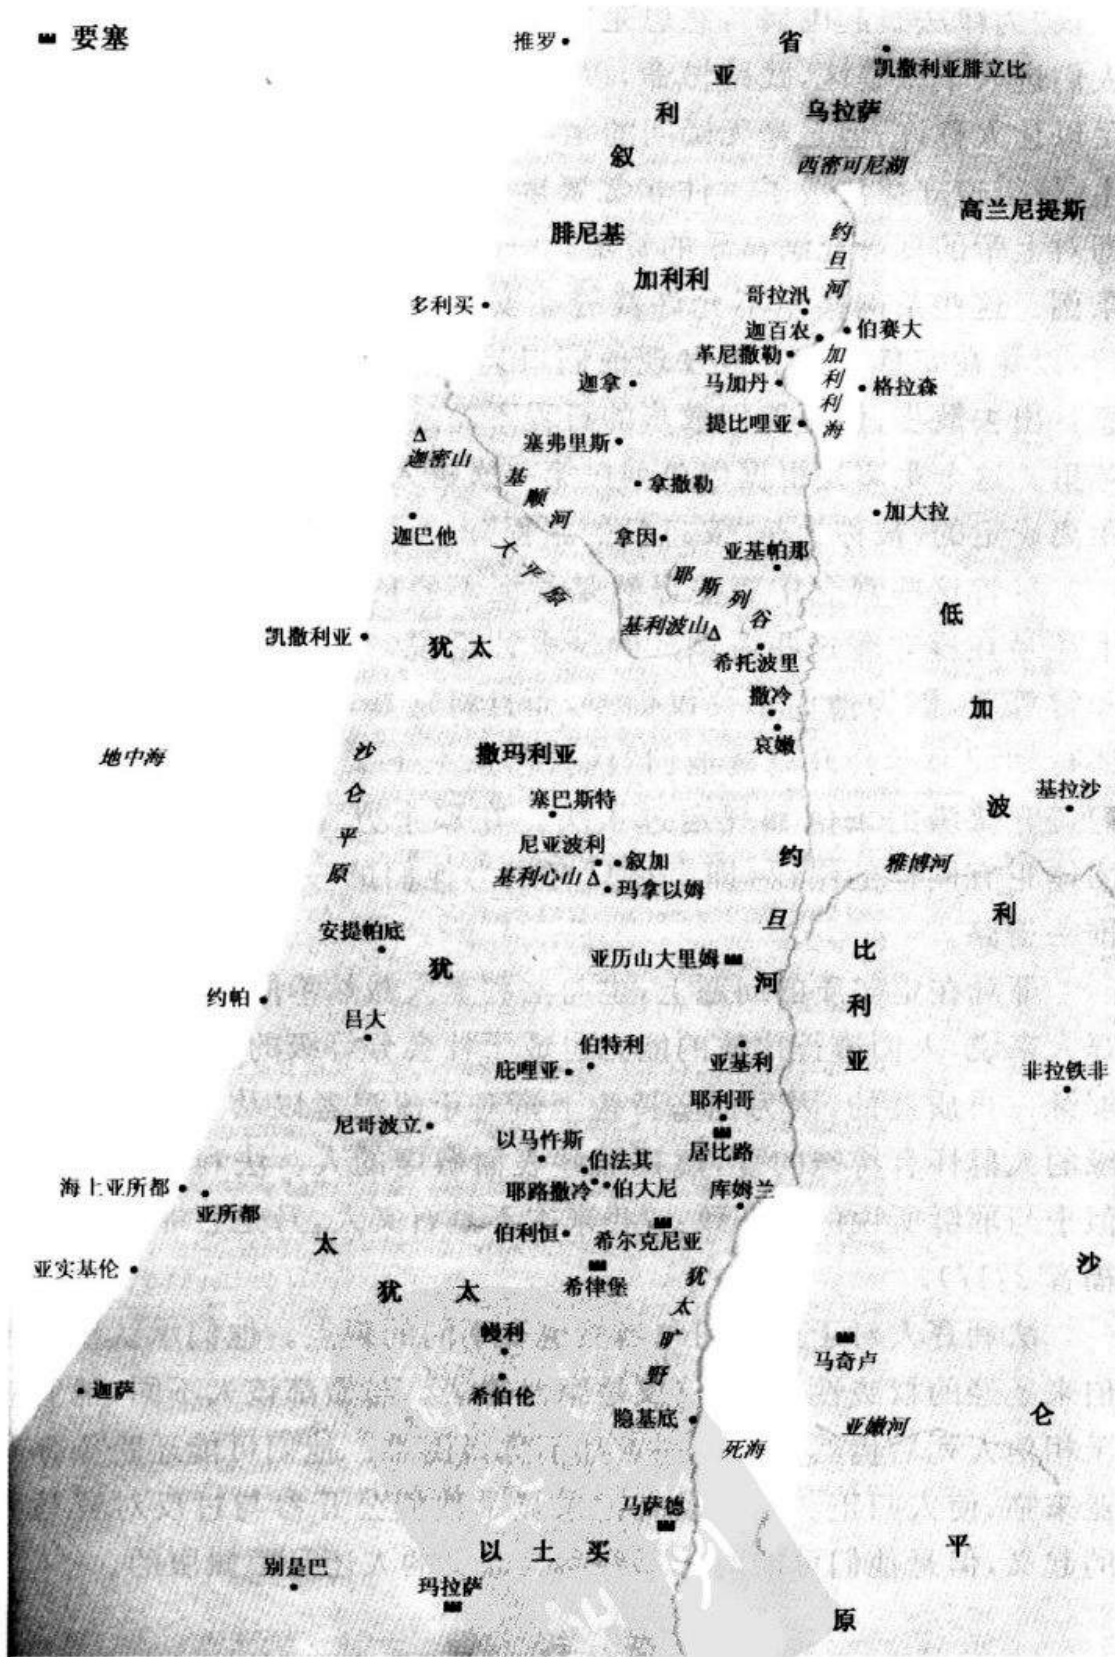 要塞
推罗
叙利亚省
凯撒利亚腓立比
乌拉萨
西密可尼湖
高兰尼提斯
腓尼基
约旦河
加利利
哥拉汛
多利买
迦百农
伯赛大
革尼撒勒
加利利海
迦拿
马加丹
格拉森
提比哩亚
迦密山
塞弗里斯
基顺河
拿撒勒
加大拉
迦巴他
大平原
拿因
亚基帕那
耶斯列谷
基利波山
凯撒利亚
犹太
希托波里
低加波利
撒冷
哀嫩
地中海
沙仑平原
撒玛利亚
塞巴斯特
基拉沙
尼亚波利
叙加
约旦河
雅博河
基利心山
玛拿以姆
安提帕底
犹太
亚历山大里姆
比利亚
约帕
吕大
伯特利
亚基利
庇哩亚
非拉铁非
耶利哥
尼哥波立
以马忤斯
居比路
伯法其
海上亚所都
亚所都
耶路撒冷
伯大尼
库姆兰
伯利恒
希尔克尼亚
亚实基伦
希律堡
犹太
犹太旷野
沙仑平原
幔利
马奇卢
迦萨
希伯伦
隐基底
死海
亚嫩河
马萨德
以土买
别是巴
玛拉萨